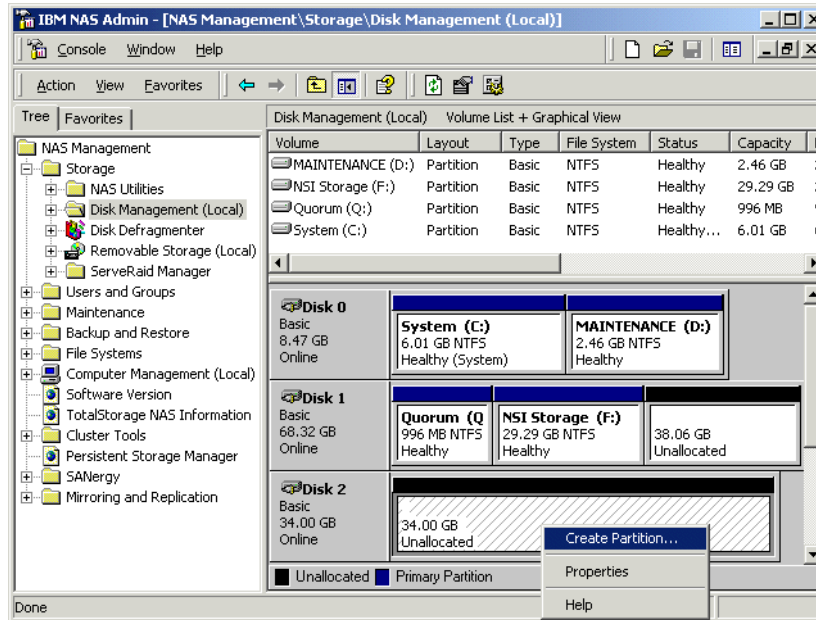 IBM NAS Admin - [NAS Management\Storage\Disk Management (Local)]
Console Window Help
Action View Favorites
Tree Favorites
Disk Management (Local) Volume List + Graphical View
NAS Management
Storage
NAS Utilities
Disk Management (Local)
Disk Defragmenter
Removable Storage (Local)
ServeRaid Manager
Users and Groups
Maintenance
Backup and Restore
File Systems
Computer Management (Local)
Software Version
TotalStorage NAS Information
Cluster Tools
Persistent Storage Manager
SANergy
Mirroring and Replication
Volume Layout Type File System Status Capacity
MAINTENANCE (D:) Partition Basic NTFS Healthy 2.46 GB
NSI Storage (F:) Partition Basic NTFS Healthy 29.29 GB
Quorum (Q:) Partition Basic NTFS Healthy 996 MB
System (C:) Partition Basic NTFS Healthy... 6.01 GB
Disk 0
Basic
8.47 GB
Online
System (C:)
6.01 GB NTFS
Healthy (System)
MAINTENANCE (D:)
2.46 GB NTFS
Healthy
Disk 1
Basic
68.32 GB
Online
Quorum (Q
996 MB NTFS
Healthy
NSI Storage (F:)
29.29 GB NTFS
Healthy
38.06 GB
Unallocated
Disk 2
Basic
34.00 GB
Online
34.00 GB
Unallocated
Create Partition...
Properties
Help
Unallocated Primary Partition
Done